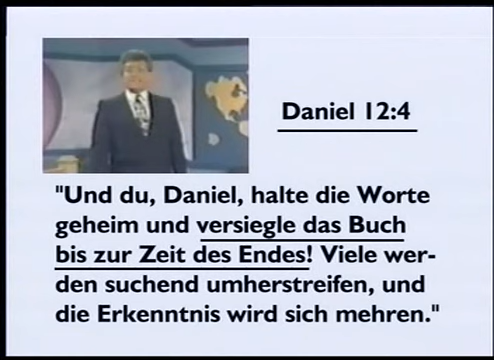 Daniel 12:4
"Und du, Daniel, halte die Worte
geheim und versiegle das Buch
bis zur Zeit des Endes! Viele wer-
den suchend umherstreifen, und
die Erkenntnis wird sich mehren."